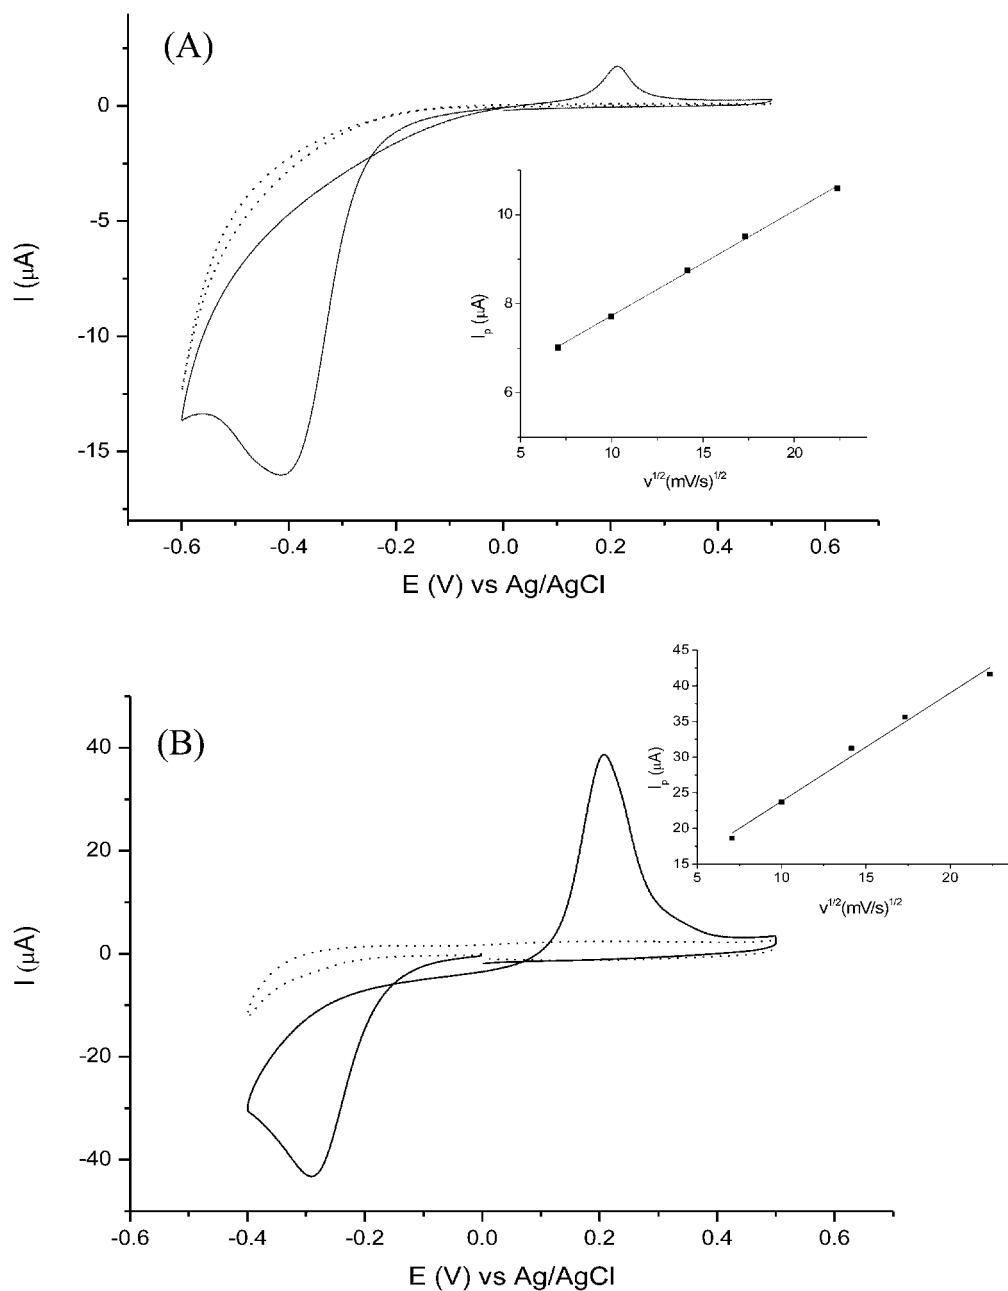 (A)
0
-5
-10
-15
I (μA)
-0.6 -0.4 -0.2 0.0 0.2 0.4 0.6
E (V) vs Ag/AgCl
10
8
6
I_p (μA)
5 10 15 20
v^1/2(mV/s)^1/2
(B)
40
20
0
-20
-40
I (μA)
-0.6 -0.4 -0.2 0.0 0.2 0.4 0.6
E (V) vs Ag/AgCl
45
40
35
30
25
20
15
I_p (μA)
5 10 15 20
v^1/2(mV/s)^1/2